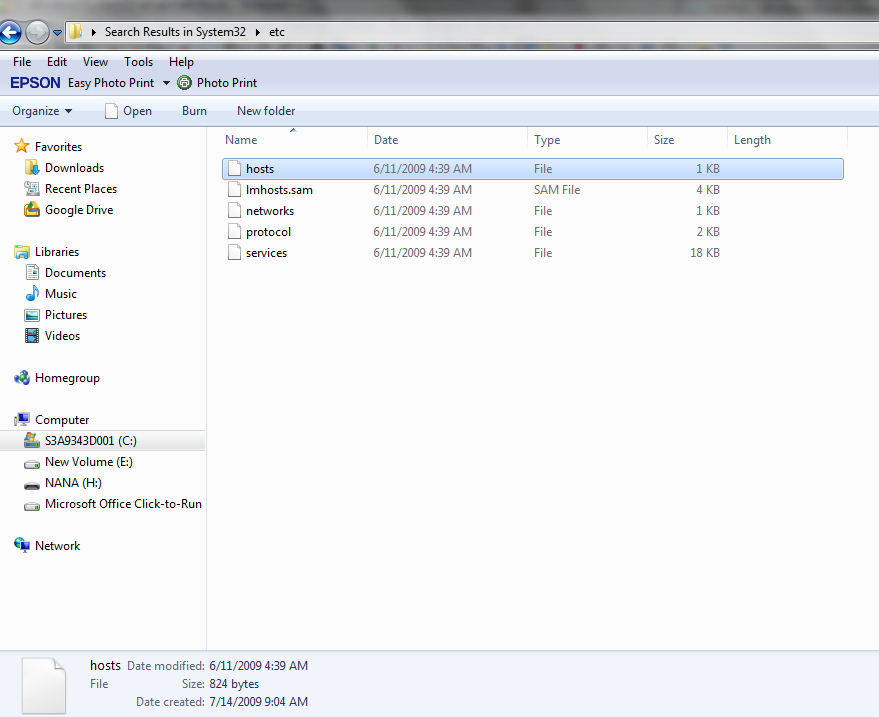 Search Results in System32 etc
File Edit View Tools Help
EPSON Easy Photo Print Photo Print
Organize Open Burn New folder
Favorites
Downloads
Recent Places
Google Drive
Libraries
Documents
Music
Pictures
Videos
Homegroup
Computer
S3A9343D001 (C:)
New Volume (E:)
NANA (H:)
Microsoft Office Click-to-Run
Network
Name Date Type Size Length
hosts 6/11/2009 4:39 AM File 1 KB
lmhosts.sam 6/11/2009 4:39 AM SAM File 4 KB
networks 6/11/2009 4:39 AM File 1 KB
protocol 6/11/2009 4:39 AM File 2 KB
services 6/11/2009 4:39 AM File 18 KB
hosts Date modified: 6/11/2009 4:39 AM
File Size: 824 bytes
Date created: 7/14/2009 9:04 AM